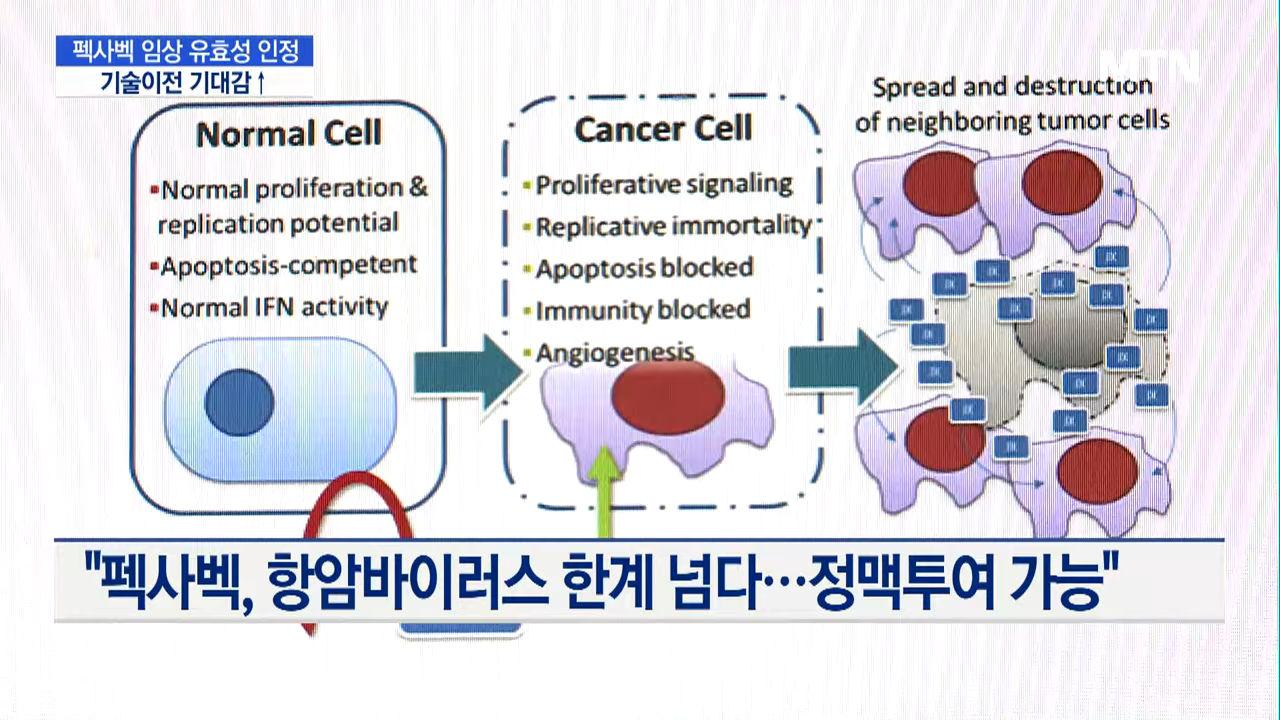 펙사벡 임상 유효성 인정
기술이전 기대감↑
MTN
Normal Cell
▪Normal proliferation &
replication potential
▪Apoptosis-competent
▪Normal IFN activity
Cancer Cell
▪Proliferative signaling
▪Replicative immortality
▪Apoptosis blocked
▪Immunity blocked
▪Angiogenesis
Spread and destruction
of neighboring tumor cells
"펙사벡, 항암바이러스 한계 넘다…정맥투여 가능"